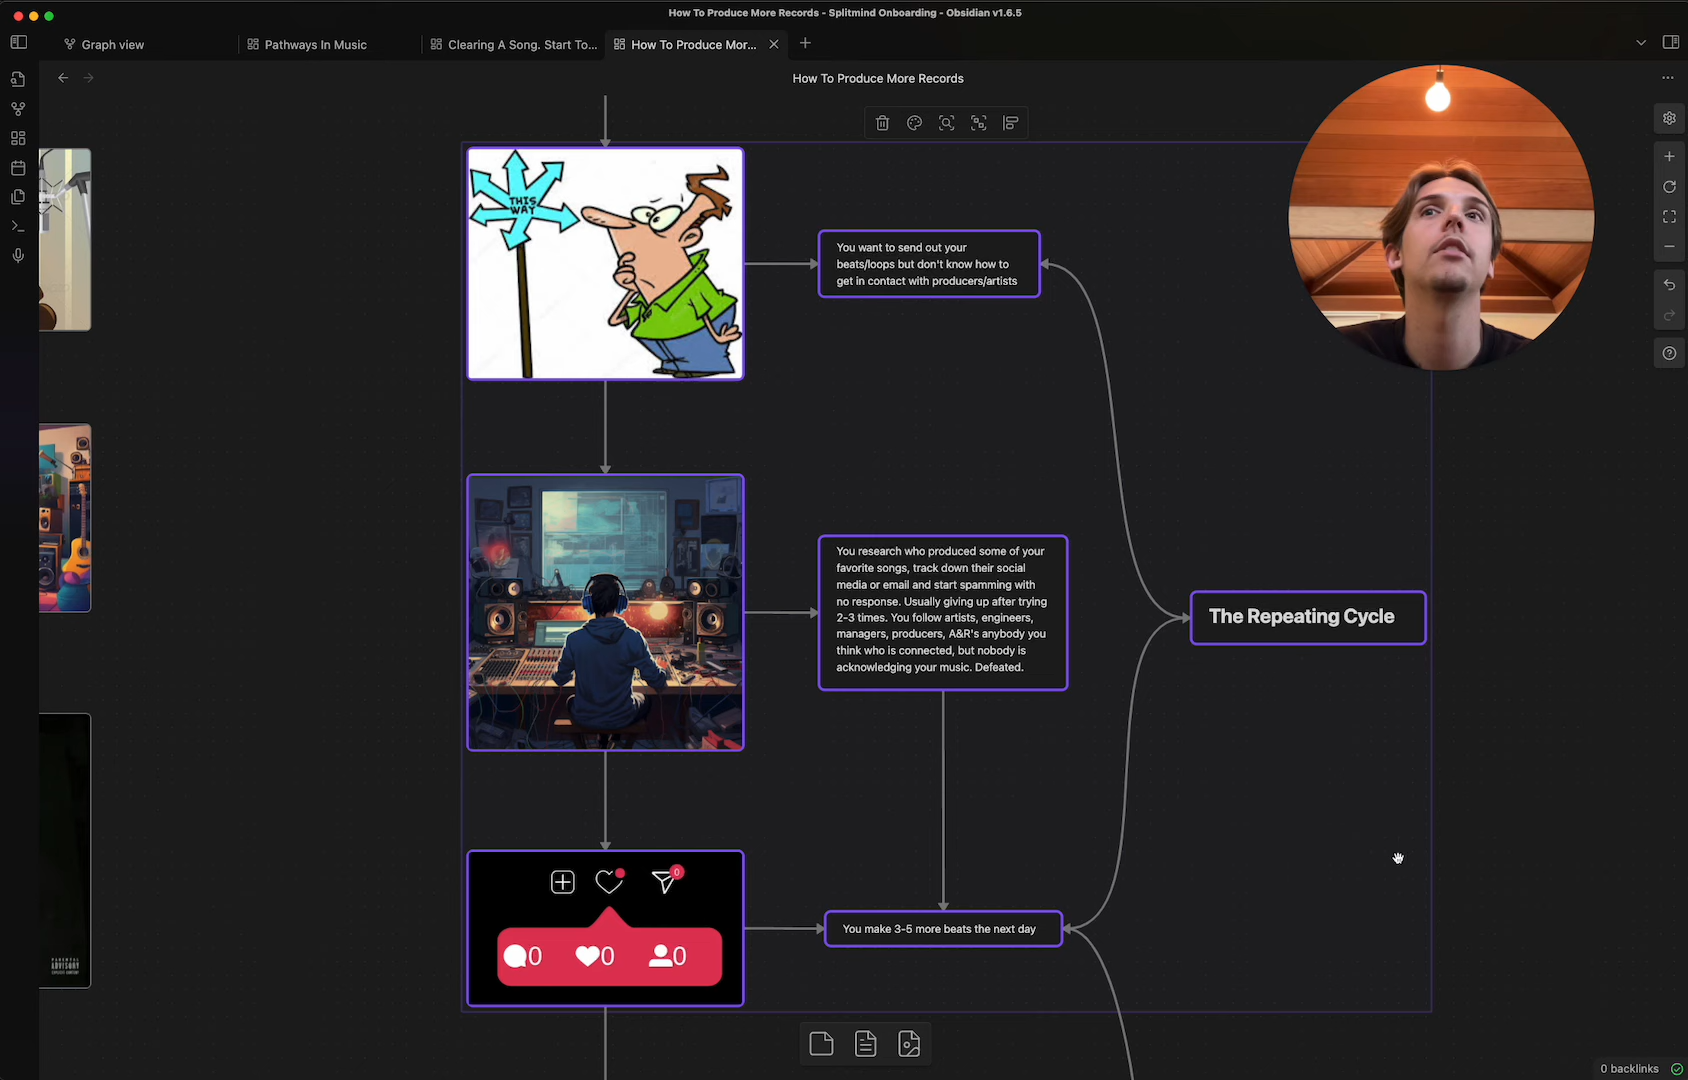 How To Produce More Records - Splitmind Onboarding - Obsidian v1.6.5
Graph view
Pathways In Music
Clearing A Song. Start To...
How To Produce Mor...
How To Produce More Records
THIS
WAY
You want to send out your
beats/loops but don't know how to
get in contact with producers/artists
You research who produced some of your
favorite songs, track down their social
media or email and start spamming with
no response. Usually giving up after trying
2-3 times. You follow artists, engineers,
managers, producers, A&R's anybody you
think who is connected, but nobody is
acknowledging your music. Defeated.
The Repeating Cycle
0
0
0
0
You make 3-5 more beats the next day
PARENTAL
ADVISORY
0 backlinks